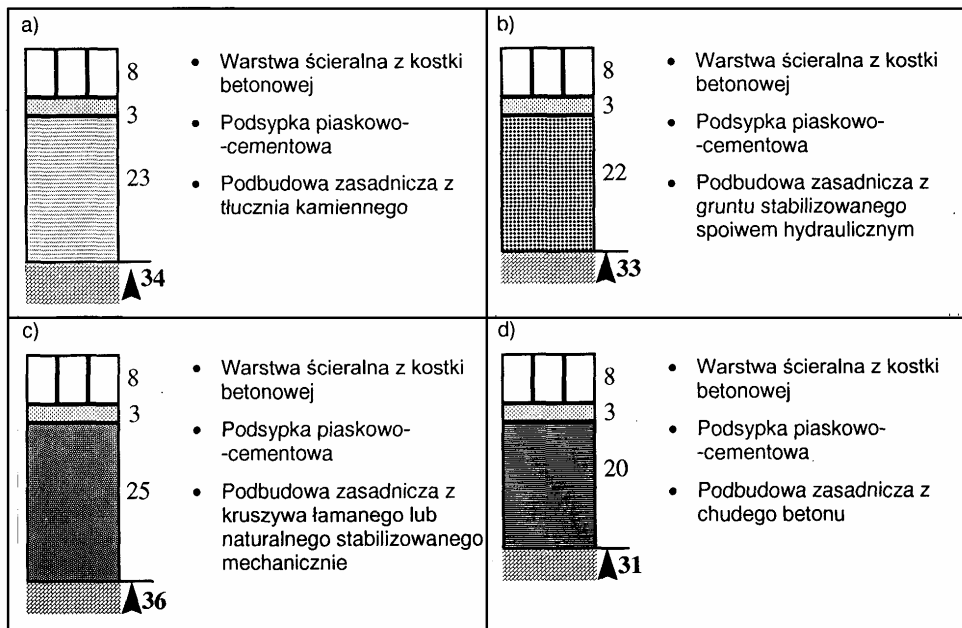 a)
8
3
23
34
• Warstwa ścieralna z kostki
betonowej
• Podsypka piaskowo-
-cementowa
• Podbudowa zasadnicza z
tłucznia kamiennego
b)
8
3
22
33
• Warstwa ścieralna z kostki
betonowej
• Podsypka piaskowo-
-cementowa
• Podbudowa zasadnicza z
gruntu stabilizowanego
spoiwem hydraulicznym
c)
8
3
25
36
• Warstwa ścieralna z kostki
betonowej
• Podsypka piaskowo-
-cementowa
• Podbudowa zasadnicza z
kruszywa łamanego lub
naturalnego stabilizowanego
mechanicznie
d)
8
3
20
31
• Warstwa ścieralna z kostki
betonowej
• Podsypka piaskowo-
-cementowa
• Podbudowa zasadnicza z
chudego betonu